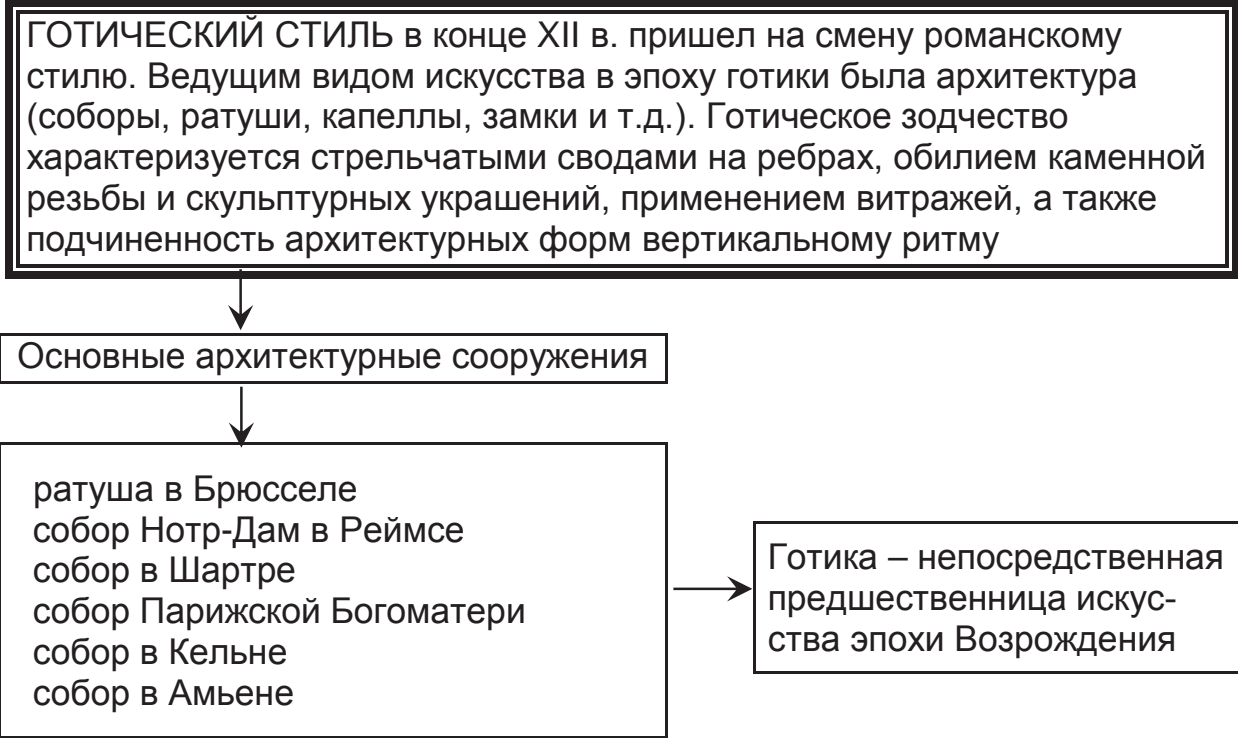 ГОТИЧЕСКИЙ СТИЛЬ в конце XII в. пришел на смену романскому
стилю. Ведущим видом искусства в эпоху готики была архитектура
(соборы, ратуши, капеллы, замки и т.д.). Готическое зодчество
характеризуется стрельчатыми сводами на ребрах, обилием каменной
резьбы и скульптурных украшений, применением витражей, а также
подчиненность архитектурных форм вертикальному ритму
Основные архитектурные сооружения
ратуша в Брюсселе
собор Нотр-Дам в Реймсе
собор в Шартре
собор Парижской Богоматери
собор в Кельне
собор в Амьене
Готика – непосредственная
предшественница искус-
ства эпохи Возрождения